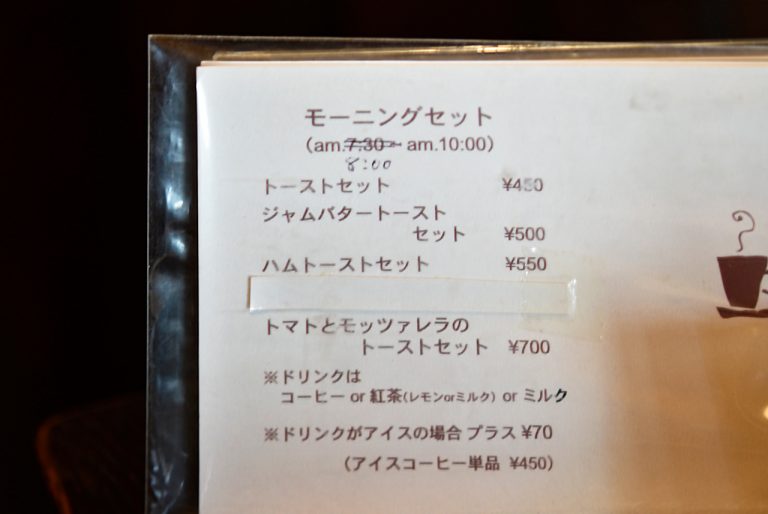 モーニングセット
(am.7:30~ am.10:00)
8:00
トーストセット ¥450
ジャムバタートースト
セット ¥500
ハムトーストセット ¥550
トマトとモッツァレラの
トーストセット ¥700
※ドリンクは
コーヒー or 紅茶(レモンorミルク) or ミルク
※ドリンクがアイスの場合 プラス ¥70
(アイスコーヒー単品 ¥450)